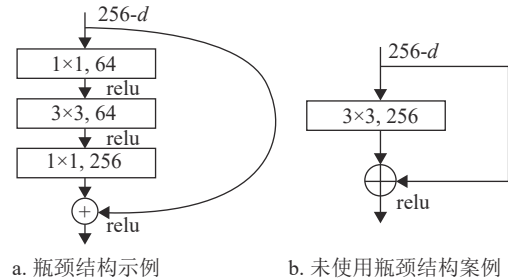 256-d
1×1, 64
relu
3×3, 64
relu
1×1, 256
+
relu
a. 瓶颈结构示例
256-d
3×3, 256
relu
b. 未使用瓶颈结构案例